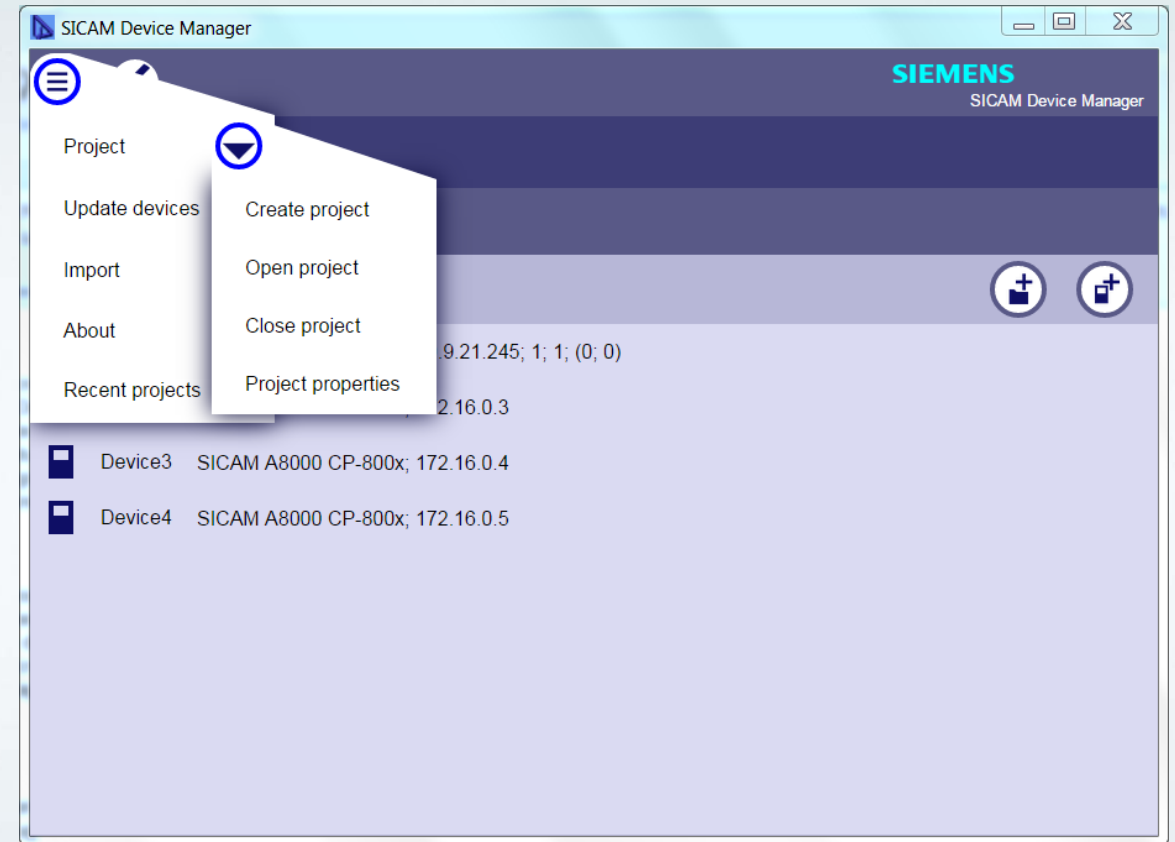 SICAM Device Manager
SIEMENS
SICAM Device Manager
Project
Update devices
Import
About
Recent projects
Create project
Open project
Close project
Project properties
.9.21.245; 1; 1; (0; 0)
2.16.0.3
Device3 SICAM A8000 CP-800x; 172.16.0.4
Device4 SICAM A8000 CP-800x; 172.16.0.5